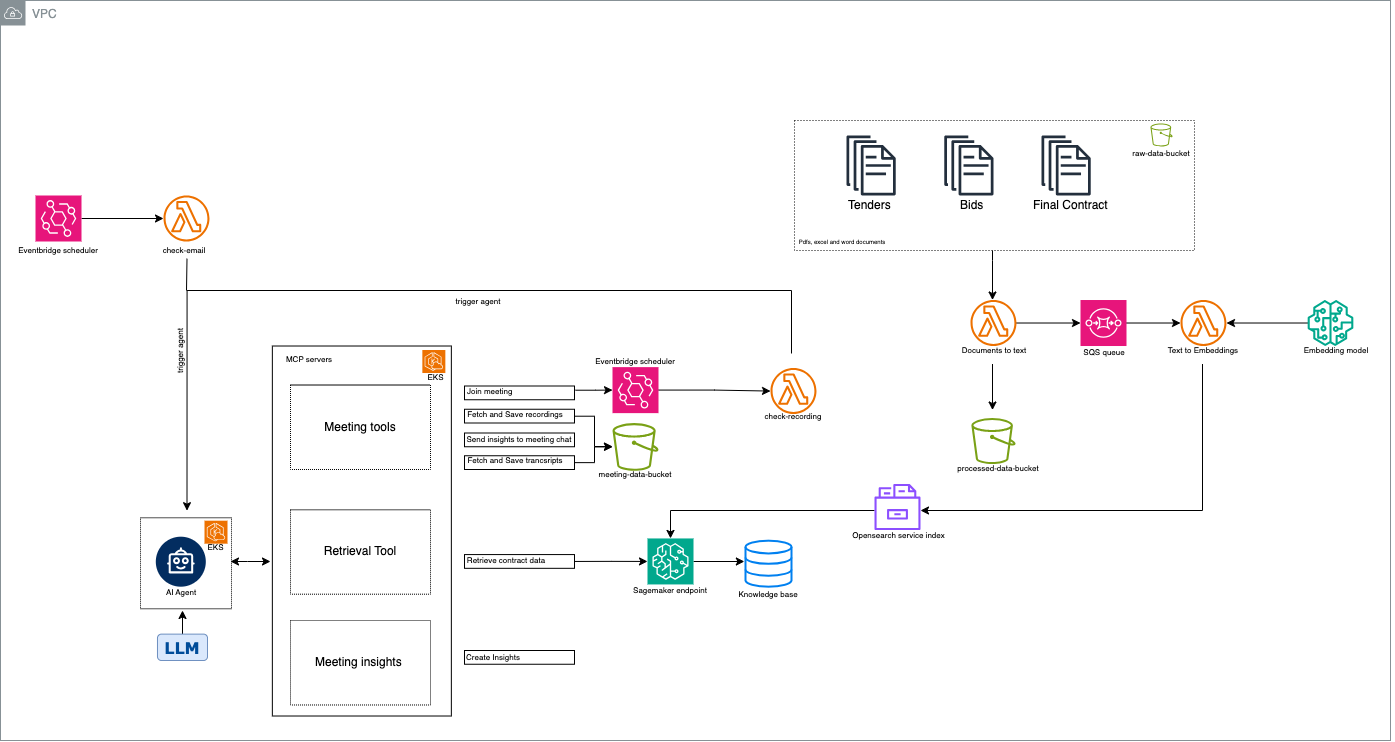 VPC
raw-data-bucket
Tenders
Bids
Final Contract
Pdfs, excel and word documents
Eventbridge scheduler
check-email
trigger agent
trigger agent
Documents to text
SQS queue
Text to Embeddings
Embedding model
MCP servers
EKS
Meeting tools
Eventbridge scheduler
Join meeting
Fetch and Save recordings
Send insights to meeting chat
Fetch and Save trancsripts
check-recording
meeting-data-bucket
processed-data-bucket
Opensearch service index
EKS
AI Agent
LLM
Retrieval Tool
Retrieve contract data
Sagemaker endpoint
Knowledge base
Meeting insights
Create Insights